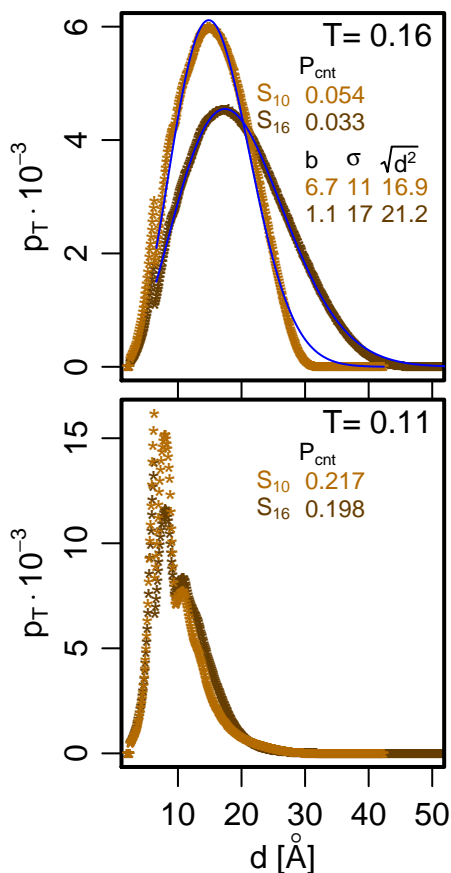 T= 0.16
P_cnt
S_10 0.054
S_16 0.033
b σ √d²
6.7 11 16.9
1.1 17 21.2
p_T · 10^−3
0 2 4 6
T= 0.11
P_cnt
S_10 0.217
S_16 0.198
p_T · 10^−3
0 5 10 15
10 20 30 40 50
d [Å]